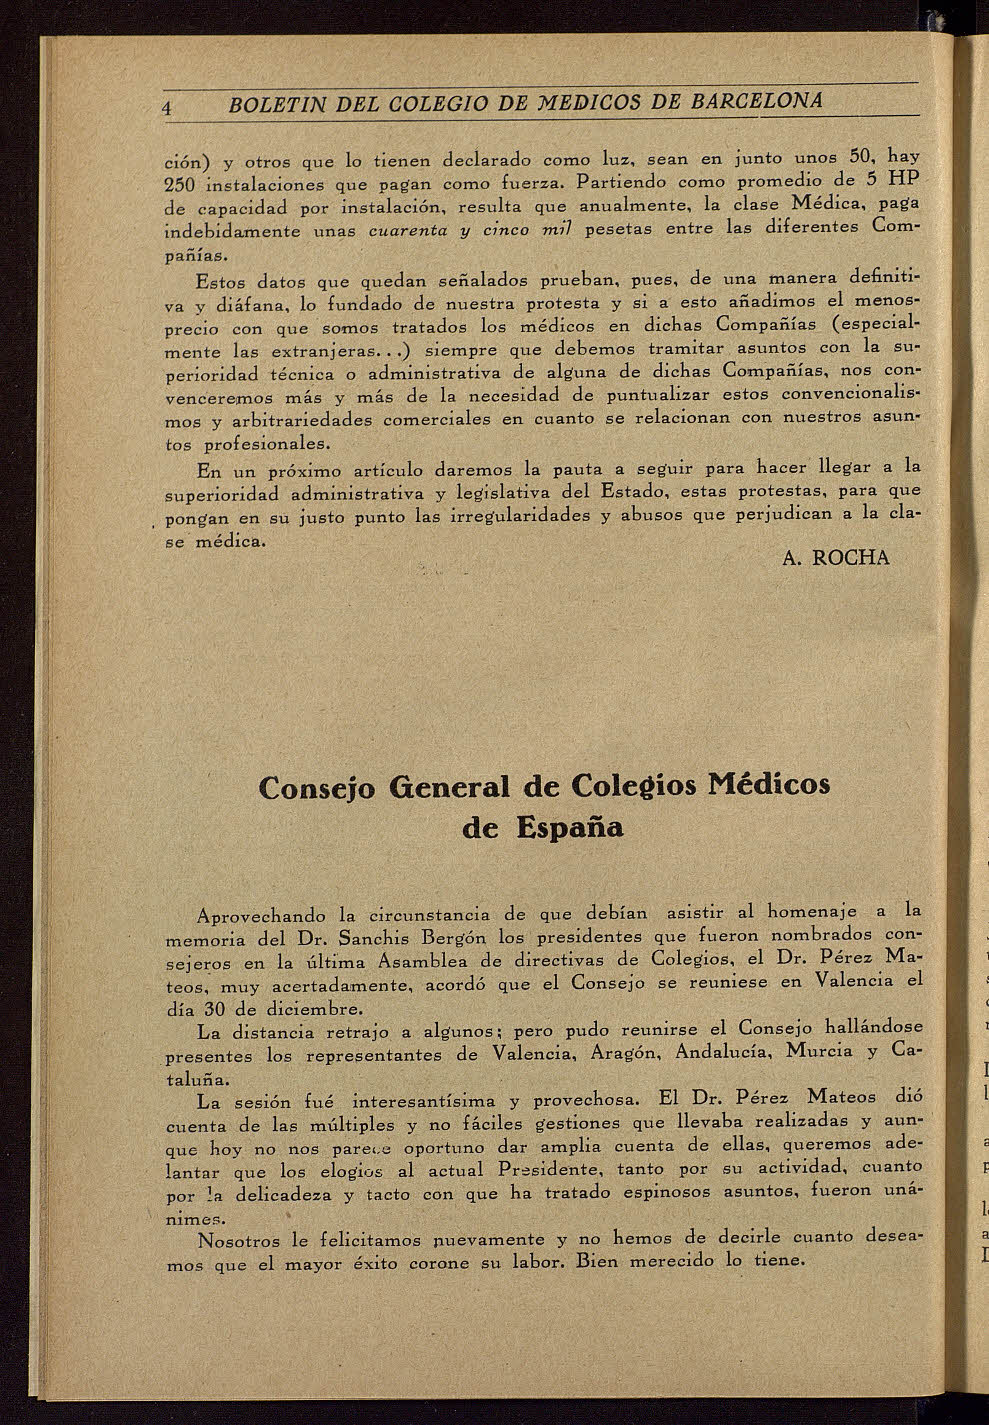 4 BOLETIN DEL COLEGIO DE MEDICOS DE BARCELONA
ción) y otros que lo tienen declarado como luz, sean en junto unos 50, hay
250 instalaciones que pagan como fuerza. Partiendo como promedio de 5 HP
de capacidad por instalación, resulta que anualmente, la clase Médica, paga
indebidamente unas cuarenta y cinco mil pesetas entre las diferentes Com-
pañías.
Estos datos que quedan señalados prueban, pues, de una manera definiti-
va y diáfana, lo fundado de nuestra protesta y si a esto añadimos el menos-
precio con que somos tratados los médicos en dichas Compañías (especial-
mente las extranjeras...) siempre que debemos tramitar asuntos con la su-
perioridad técnica o administrativa de alguna de dichas Compañías, nos con-
venceremos más y más de la necesidad de puntualizar estos convencionalis-
mos y arbitrariedades comerciales en cuanto se relacionan con nuestros asun-
tos profesionales.
En un próximo artículo daremos la pauta a seguir para hacer llegar a la
superioridad administrativa y legislativa del Estado, estas protestas, para que
pongan en su justo punto las irregularidades y abusos que perjudican a la cla-
se médica.
A. ROCHA
Consejo General de Colegios Médicos
de España
Aprovechando la circunstancia de que debían asistir al homenaje a la
memoria del Dr. Sanchis Bergón los presidentes que fueron nombrados con-
sejeros en la última Asamblea de directivas de Colegios, el Dr. Pérez Ma-
teos, muy acertadamente, acordó que el Consejo se reuniese en Valencia el
día 30 de diciembre.
La distancia retrajo a algunos; pero pudo reunirse el Consejo hallándose
presentes los representantes de Valencia, Aragón, Andalucía, Murcia y Ca-
taluña.
La sesión fué interesantísima y provechosa. El Dr. Pérez Mateos dió
cuenta de las múltiples y no fáciles gestiones que llevaba realizadas y aun-
que hoy no nos parece oportuno dar amplia cuenta de ellas, queremos ade-
lantar que los elogios al actual Presidente, tanto por su actividad, cuanto
por la delicadeza y tacto con que ha tratado espinosos asuntos, fueron uná-
nimes.
Nosotros le felicitamos nuevamente y no hemos de decirle cuanto desea-
mos que el mayor éxito corone su labor. Bien merecido lo tiene.